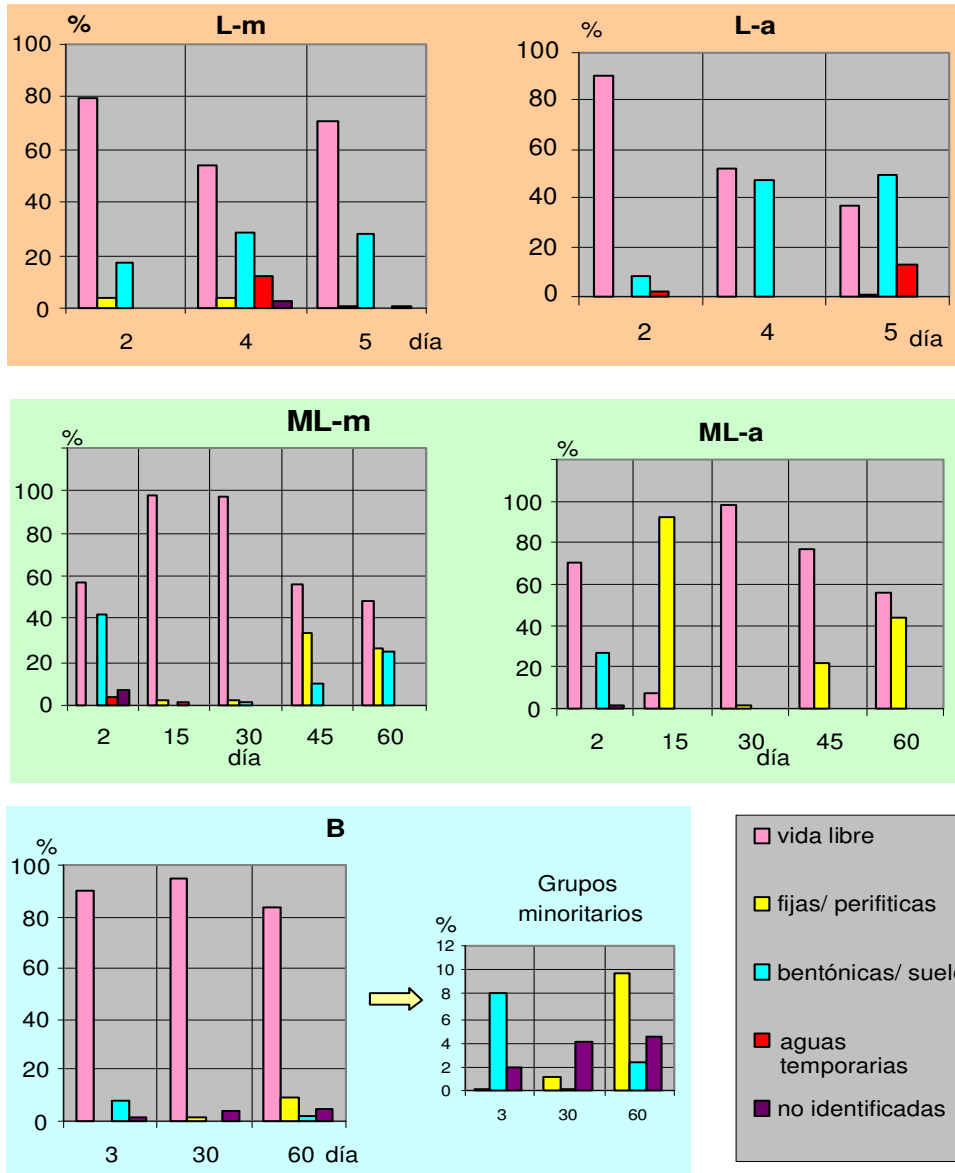 L-m
%
100
80
60
40
20
0
2 4 5 día
L-a
%
100
80
60
40
20
0
2 4 5 día
ML-m
%
100
80
60
40
20
0
2 15 30 45 60
día
ML-a
%
100
80
60
40
20
0
2 15 30 45 60
día
B
%
100
80
60
40
20
0
3 30 60 día
Grupos
minoritarios
%
12
10
8
6
4
2
0
3 30 60
vida libre
fijas/ perifiticas
bentónicas/ suelo
aguas
temporarias
no identificadas